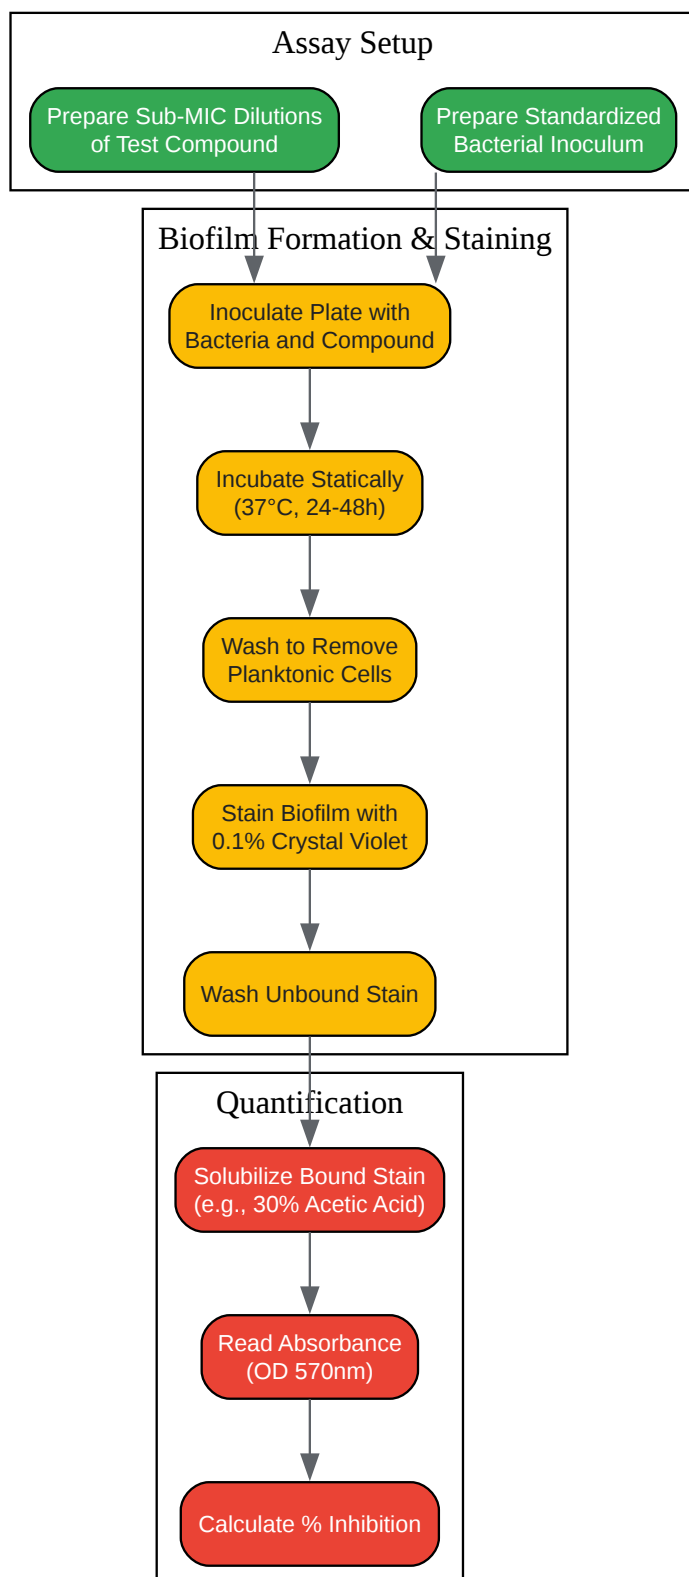 Assay Setup
Prepare Sub-MIC Dilutions
of Test Compound
Prepare Standardized
Bacterial Inoculum
Biofilm Formation & Staining
Inoculate Plate with
Bacteria and Compound
Incubate Statically
(37°C, 24-48h)
Wash to Remove
Planktonic Cells
Stain Biofilm with
0.1% Crystal Violet
Wash Unbound Stain
Quantification
Solubilize Bound Stain
(e.g., 30% Acetic Acid)
Read Absorbance
(OD 570nm)
Calculate % Inhibition